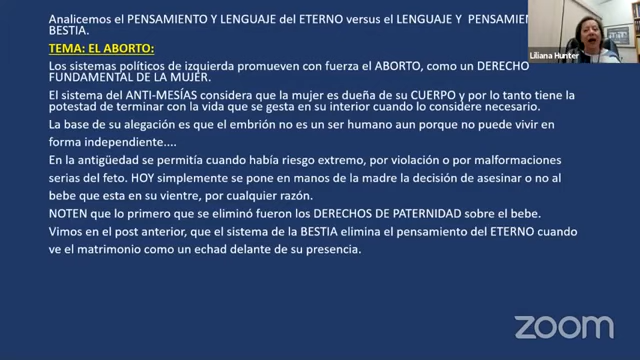 Analicemos el PENSAMIENTO Y LENGUAJE del ETERNO versus el LENGUAJE Y PENSAMIEN
BESTIA.
TEMA: EL ABORTO:
Los sistemas políticos de izquierda promueven con fuerza el ABORTO, como un DERECHO
FUNDAMENTAL DE LA MUJER.
El sistema del ANTI-MESÍAS considera que la mujer es dueña de su CUERPO y por lo tanto tiene la
potestad de terminar con la vida que se gesta en su interior cuando lo considere necesario.
La base de su alegación es que el embrión no es un ser humano aun porque no puede vivir en
forma independiente....
En la antigüedad se permitía cuando había riesgo extremo, por violación o por malformaciones
serias del feto. HOY simplemente se pone en manos de la madre la decisión de asesinar o no al
bebe que esta en su vientre, por cualquier razón.
NOTEN que lo primero que se eliminó fueron los DERECHOS DE PATERNIDAD sobre el bebe.
Vimos en el post anterior, que el sistema de la BESTIA elimina el pensamiento del ETERNO cuando
ve el matrimonio como un echad delante de su presencia.
Liliana Hunter
zoom